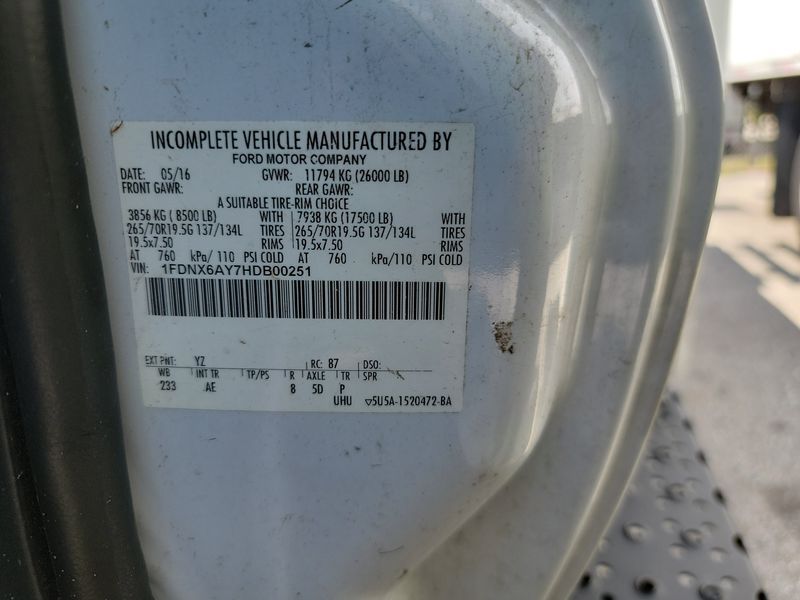 INCOMPLETE VEHICLE MANUFACTURED BY
FORD MOTOR COMPANY
DATE: 05/16 GVWR: 11794 KG (26000 LB)
FRONT GAWR: REAR GAWR:
A SUITABLE TIRE-RIM CHOICE
3856 KG ( 8500 LB) WITH 7938 KG (17500 LB) WITH
265/70R19.5G 137/134L TIRES 265/70R19.5G 137/134L TIRES
19.5x7.50 RIMS 19.5x7.50 RIMS
AT 760 kPa/ 110 PSI COLD AT 760 kPa/110 PSI COLD
VIN: 1FDNX6AY7HDB00251
EXT PNT: YZ RC: 87 DSO:
WB INT TR TP/PS R AXLE TR SPR
233 AE 8 5D P
UHU ▽5U5A-1520472-BA